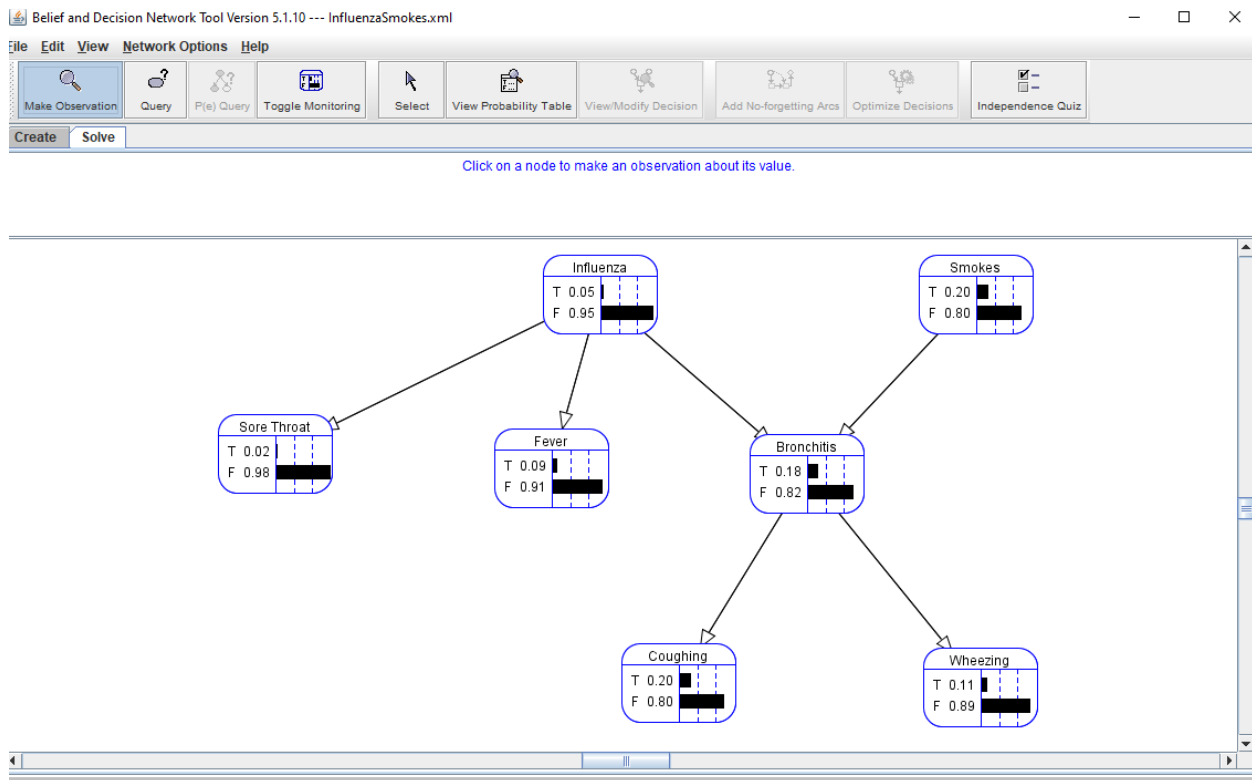 Belief and Decision Network Tool Version 5.1.10 --- InfluenzaSmokes.xml
File Edit View Network Options Help
Make Observation Query P(e) Query Toggle Monitoring Select View Probability Table View/Modify Decision Add No-forgetting Arcs Optimize Decisions Independence Quiz
Create Solve
Click on a node to make an observation about its value.
Influenza
T 0.05
F 0.95
Smokes
T 0.20
F 0.80
Sore Throat
T 0.02
F 0.98
Fever
T 0.09
F 0.91
Bronchitis
T 0.18
F 0.82
Coughing
T 0.20
F 0.80
Wheezing
T 0.11
F 0.89